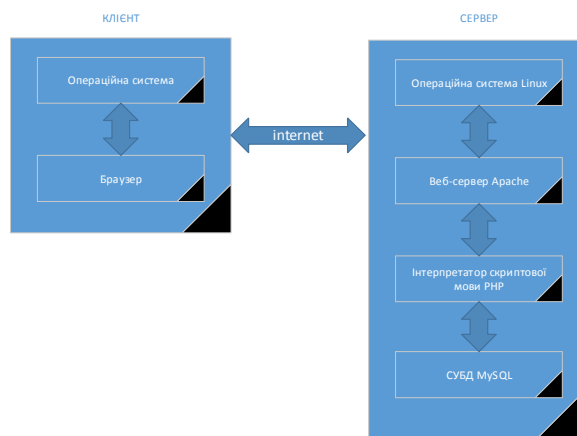 КЛІЄНТ
Операційна система
Браузер
internet
СЕРВЕР
Операційна система Linux
Веб-сервер Apache
Інтерпретатор скриптової
мови PHP
СУБД MySQL